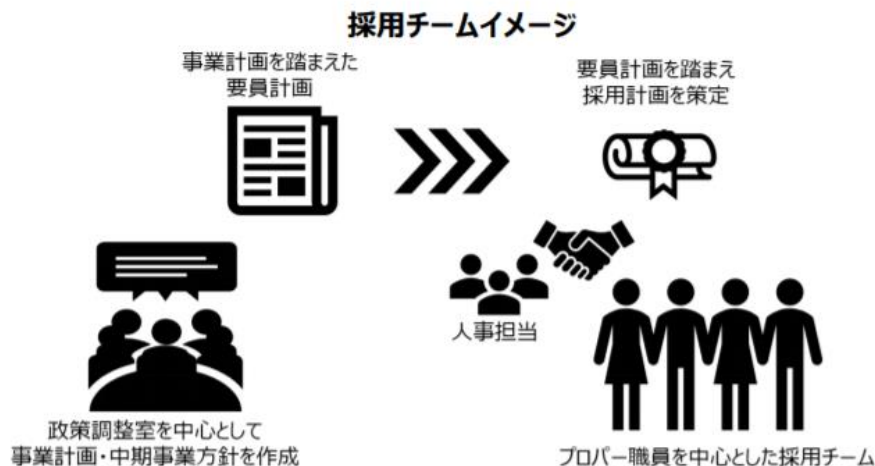 採用チームイメージ
事業計画を踏まえた
要員計画
要員計画を踏まえ
採用計画を策定
人事担当
政策調整室を中心として
事業計画・中期事業方針を作成
プロパー職員を中心とした採用チーム